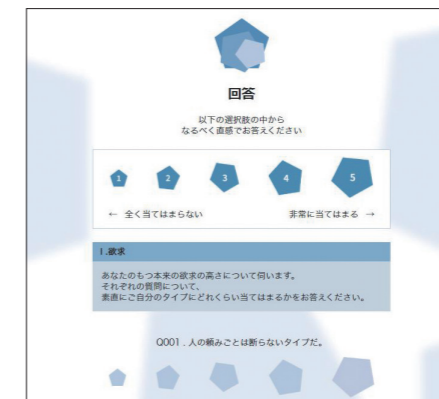 回答
以下の選択肢の中から
なるべく直感でお答えください
1 2 3 4 5
← 全く当てはまらない 非常に当てはまる →
1.欲求
あなたのもつ本来の欲求の高さについて伺います。
それぞれの質問について、
素直にご自分のタイプにどれくらい当てはまるかをお答えください。
Q001 . 人の頼みごとは断らないタイプだ。